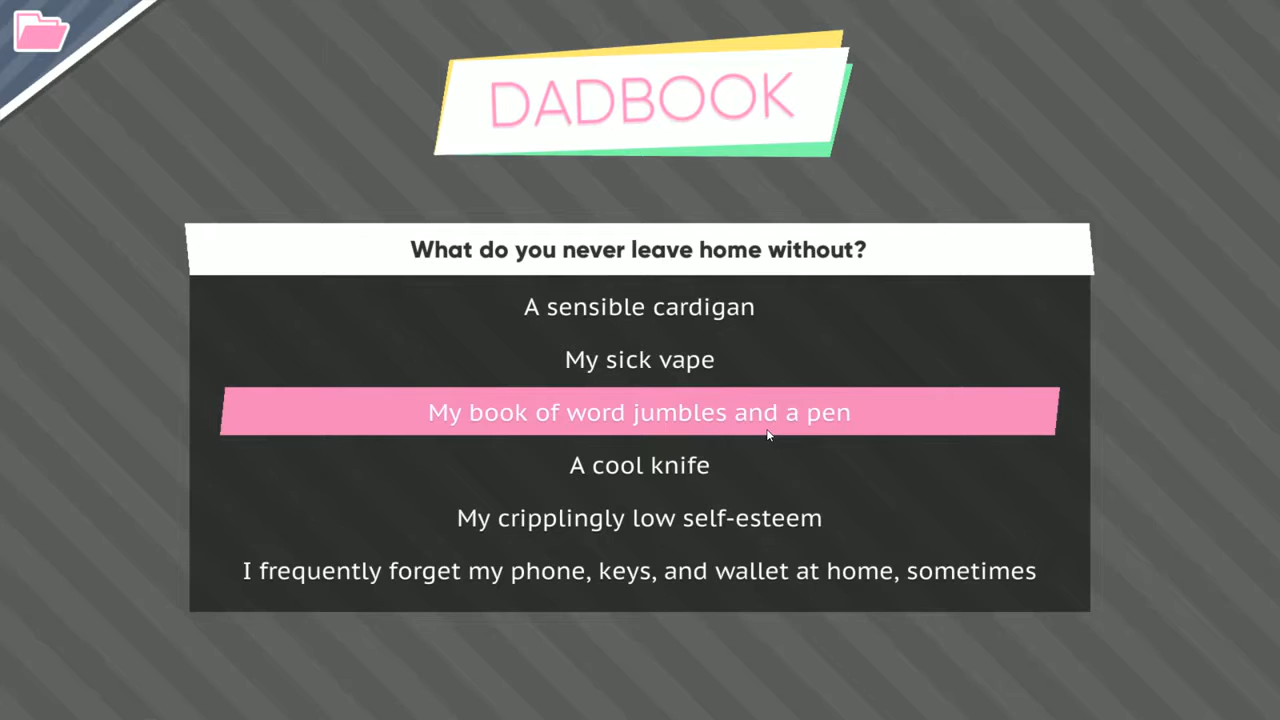 DADBOOK
What do you never leave home without?
A sensible cardigan
My sick vape
My book of word jumbles and a pen
A cool knife
My cripplingly low self-esteem
I frequently forget my phone, keys, and wallet at home, sometimes